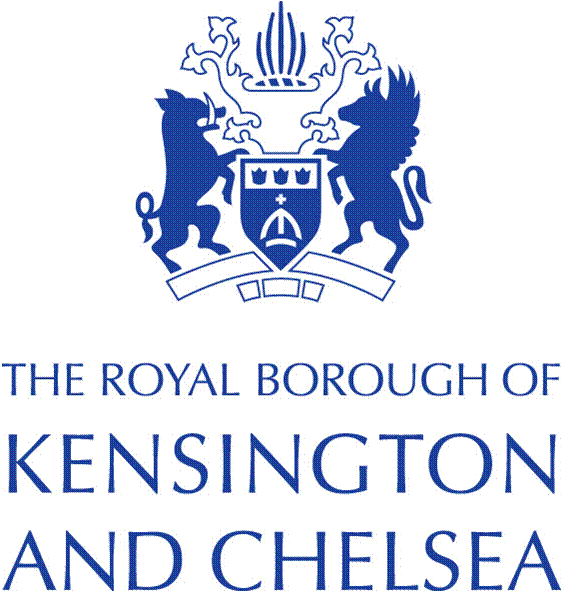 THE ROYAL BOROUGH OF
KENSINGTON
AND CHELSEA